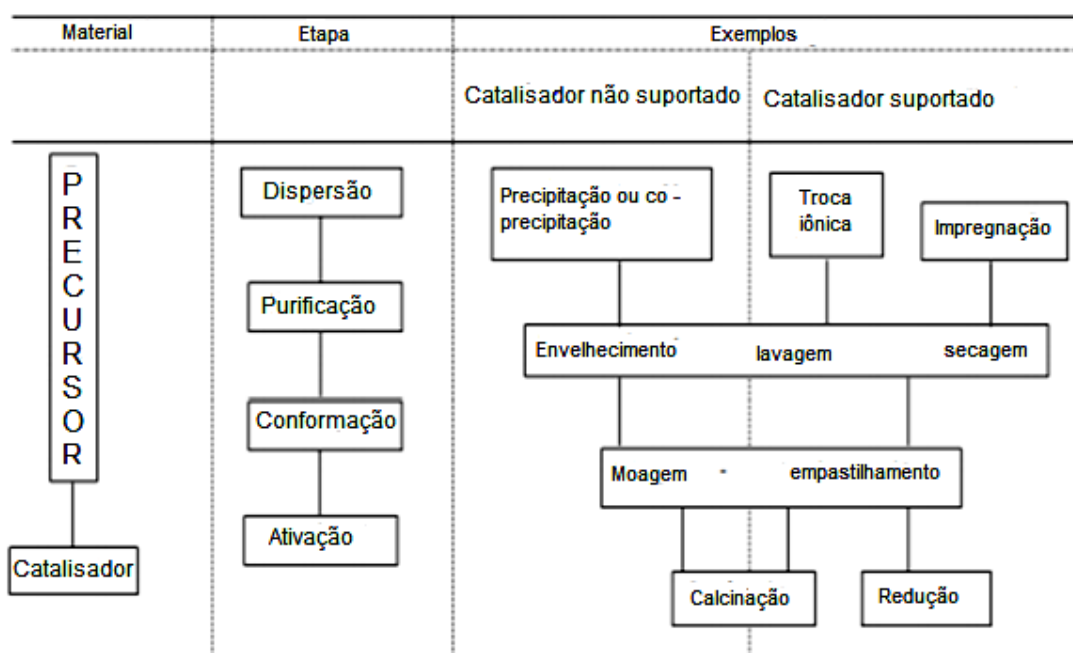 Material
Etapa
Exemplos
Catalisador não suportado
Catalisador suportado
P
R
E
C
U
R
S
O
R
Catalisador
Dispersão
Purificação
Conformação
Ativação
Precipitação ou co -
precipitação
Troca
iônica
Impregnação
Envelhecimento lavagem secagem
Moagem - empastilhamento
Calcinação
Redução